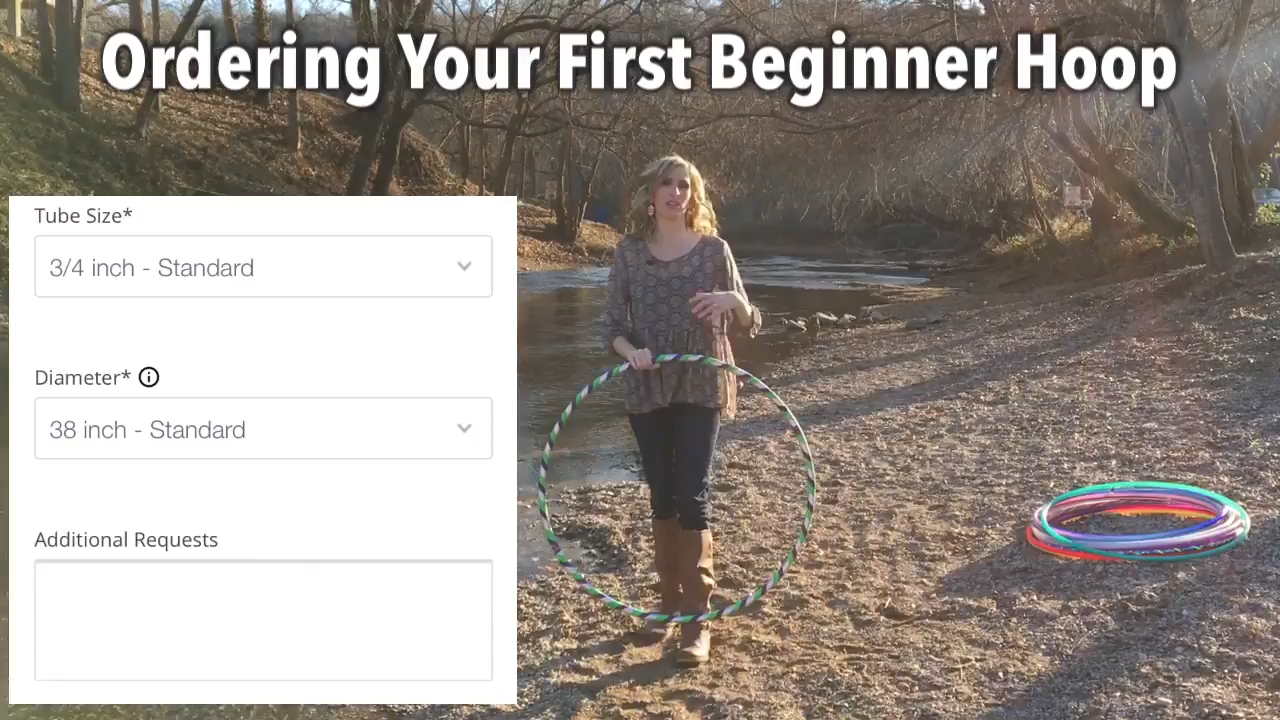 Ordering Your First Beginner Hoop
Tube Size*
3/4 inch - Standard
Diameter*
38 inch - Standard
Additional Requests